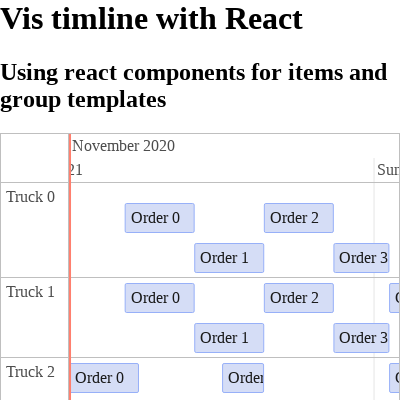 Vis timline with React
Using react components for items and
group templates
November 2020
21 Sun
Truck 0
Order 0 Order 2
Order 1 Order 3
Truck 1
Order 0 Order 2
Order 1 Order 3
Truck 2
Order 0 Order